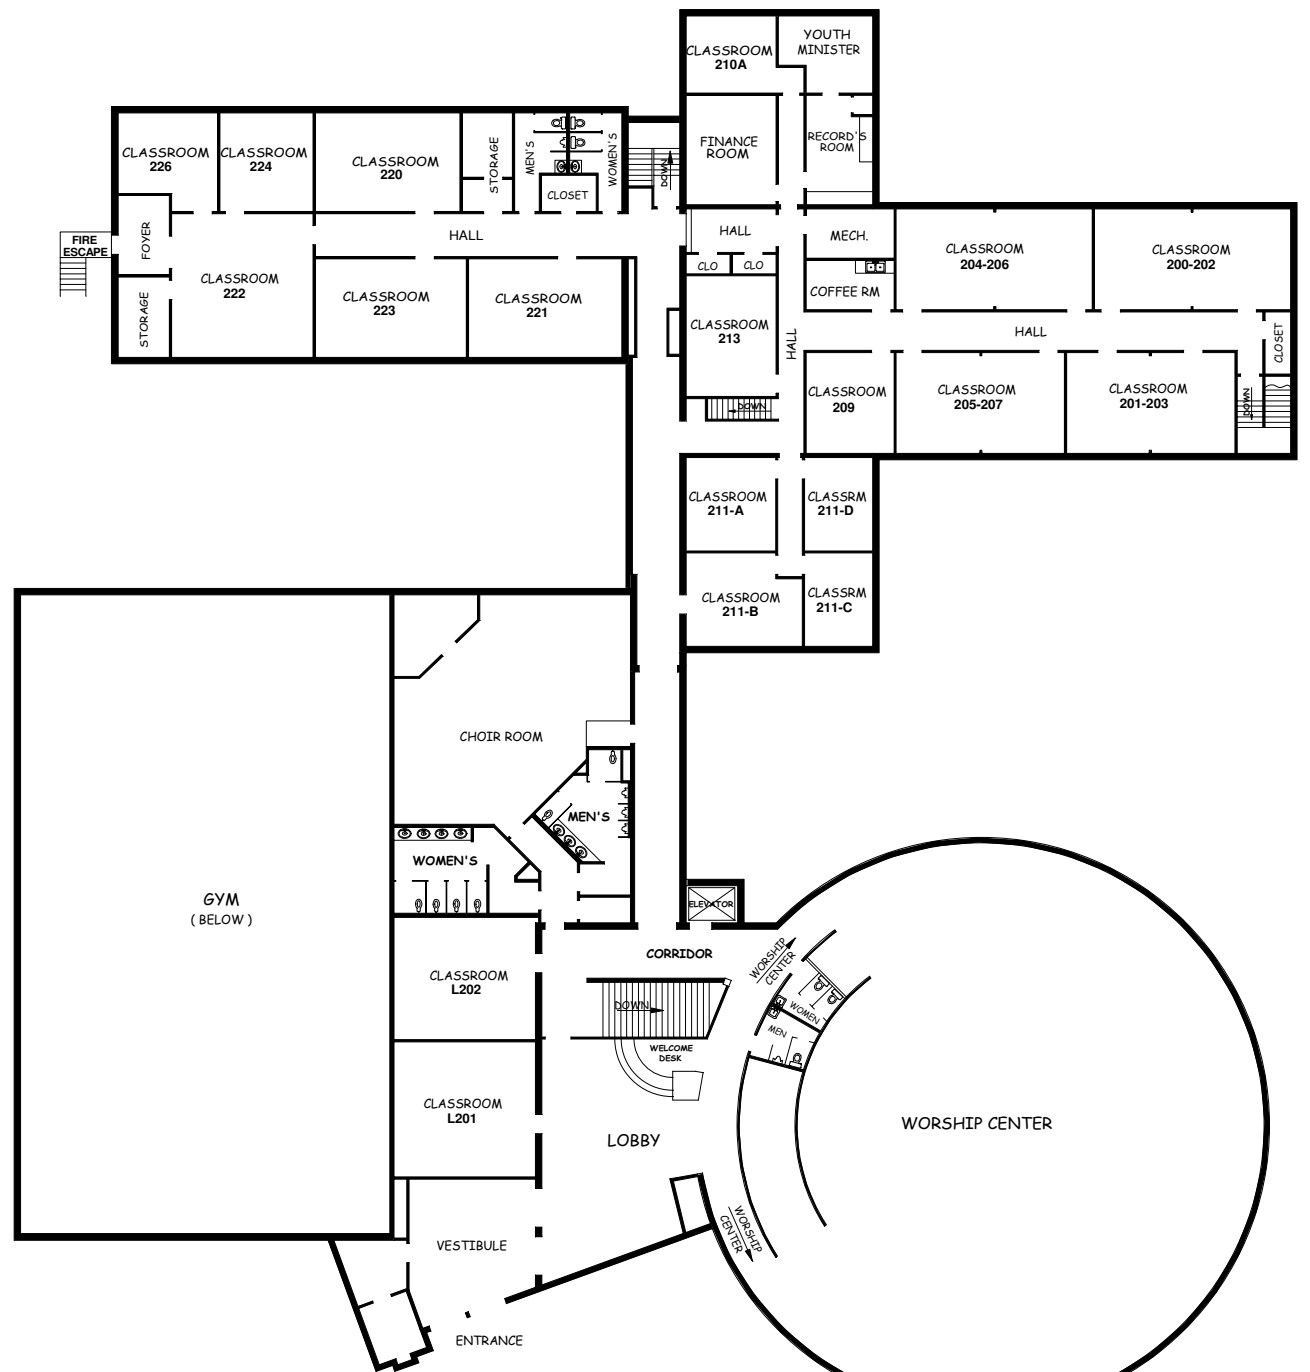 YOUTH
MINISTER
CLASSROOM
210A
FINANCE
ROOM
RECORD'S
ROOM
CLASSROOM
226
CLASSROOM
224
CLASSROOM
220
STORAGE
MEN'S
WOMEN'S
CLOSET
DOWN
FOYER
FIRE
ESCAPE
HALL
HALL
MECH.
CLASSROOM
204-206
CLASSROOM
200-202
CLO
CLO
COFFEE RM
CLASSROOM
222
STORAGE
CLASSROOM
223
CLASSROOM
221
CLASSROOM
213
HALL
HALL
CLOSET
DOWN
CLASSROOM
209
CLASSROOM
205-207
CLASSROOM
201-203
DOWN
CLASSROOM
211-A
CLASSRM
211-D
CLASSROOM
211-B
CLASSRM
211-C
CHOIR ROOM
MEN'S
WOMEN'S
GYM
( BELOW )
ELEVATOR
CORRIDOR
WORSHIP
CENTER
CLASSROOM
L202
DOWN
WOMEN
MEN
WELCOME
DESK
CLASSROOM
L201
LOBBY
WORSHIP CENTER
WORSHIP
CENTER
VESTIBULE
ENTRANCE